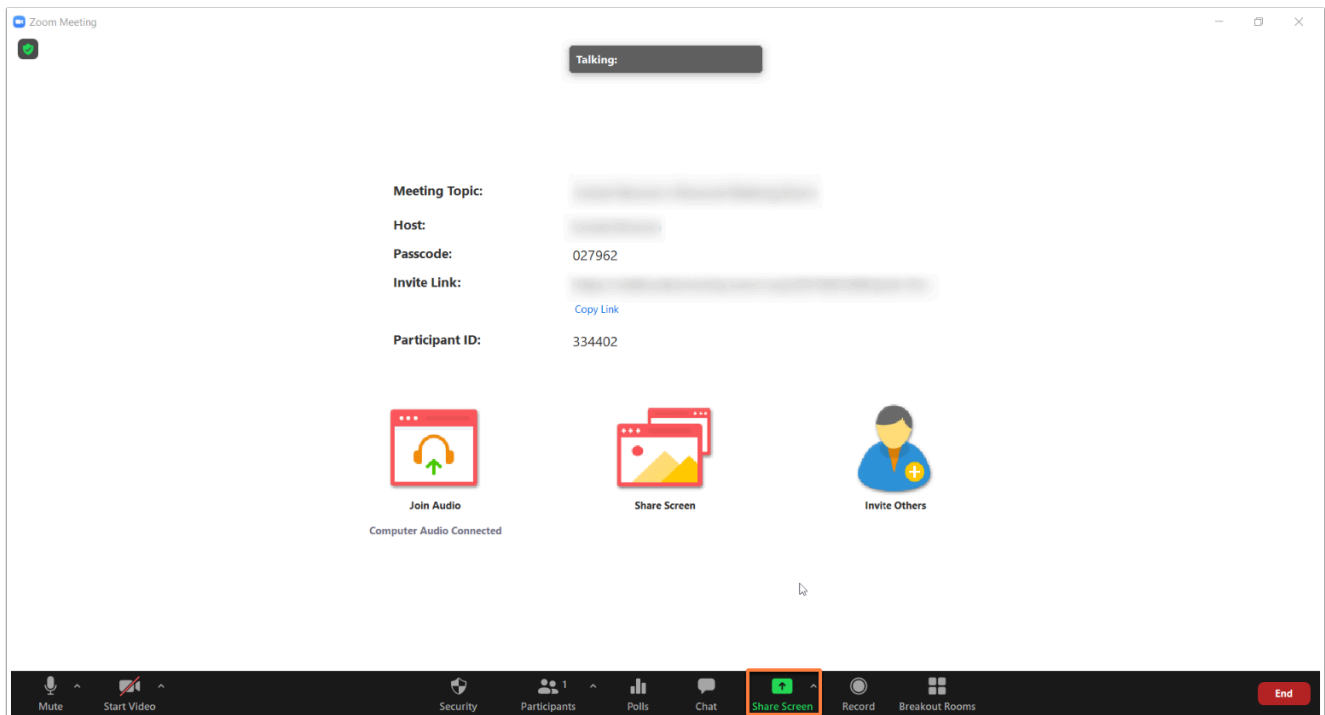 Zoom Meeting
Talking:
Meeting Topic:
Host:
Passcode: 027962
Invite Link:
Copy Link
Participant ID: 334402
Join Audio Share Screen Invite Others
Computer Audio Connected
1
Mute Start Video Security Participants Polls Chat Share Screen Record Breakout Rooms End